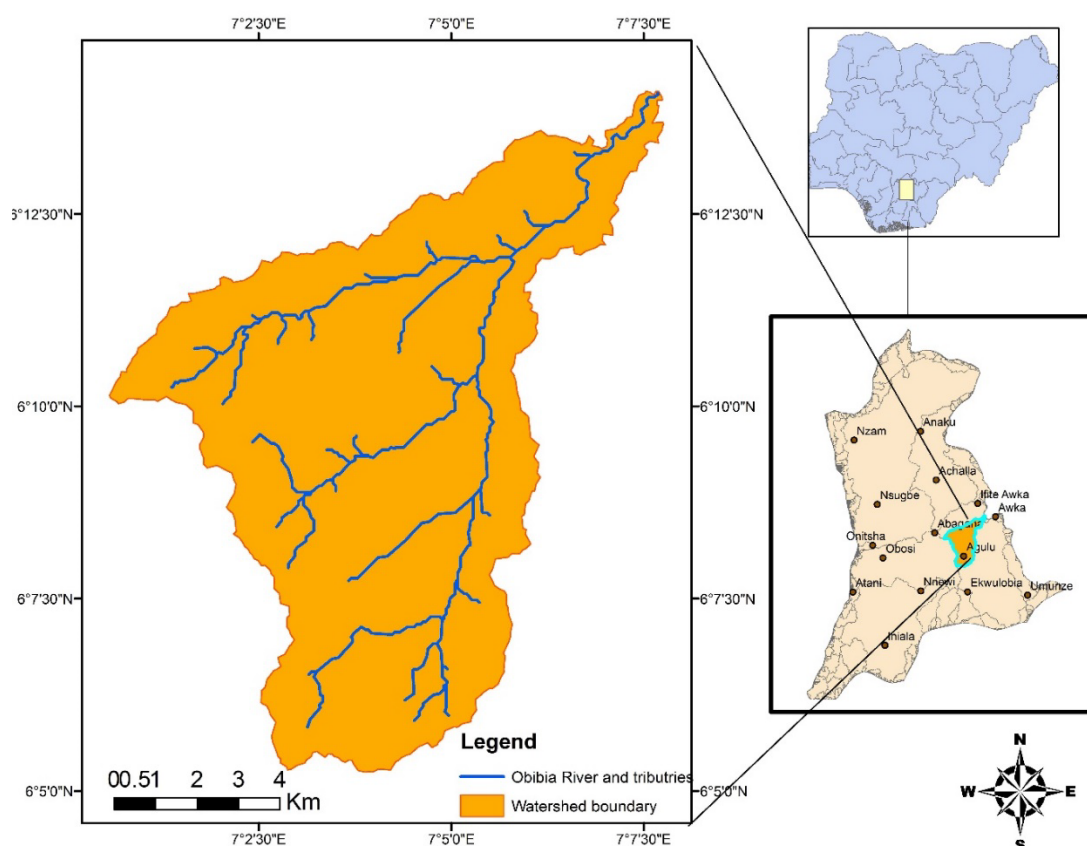 7°2'30"E 7°5'0"E 7°7'30"E
6°12'30"N 6°12'30"N
6°10'0"N 6°10'0"N
6°7'30"N 6°7'30"N
6°5'0"N 6°5'0"N
7°2'30"E 7°5'0"E 7°7'30"E
Legend
Obibia River and tributries
Watershed boundary
00.51 2 3 4
Km
Anaku
Nzam
Achalla
Nsugbe
Ifite Awka
Awka
Abagana
Onitsha
Obosi
Agulu
Atani
Nnewi
Ekwulobia
Umunze
Ihiala
N
W E
S